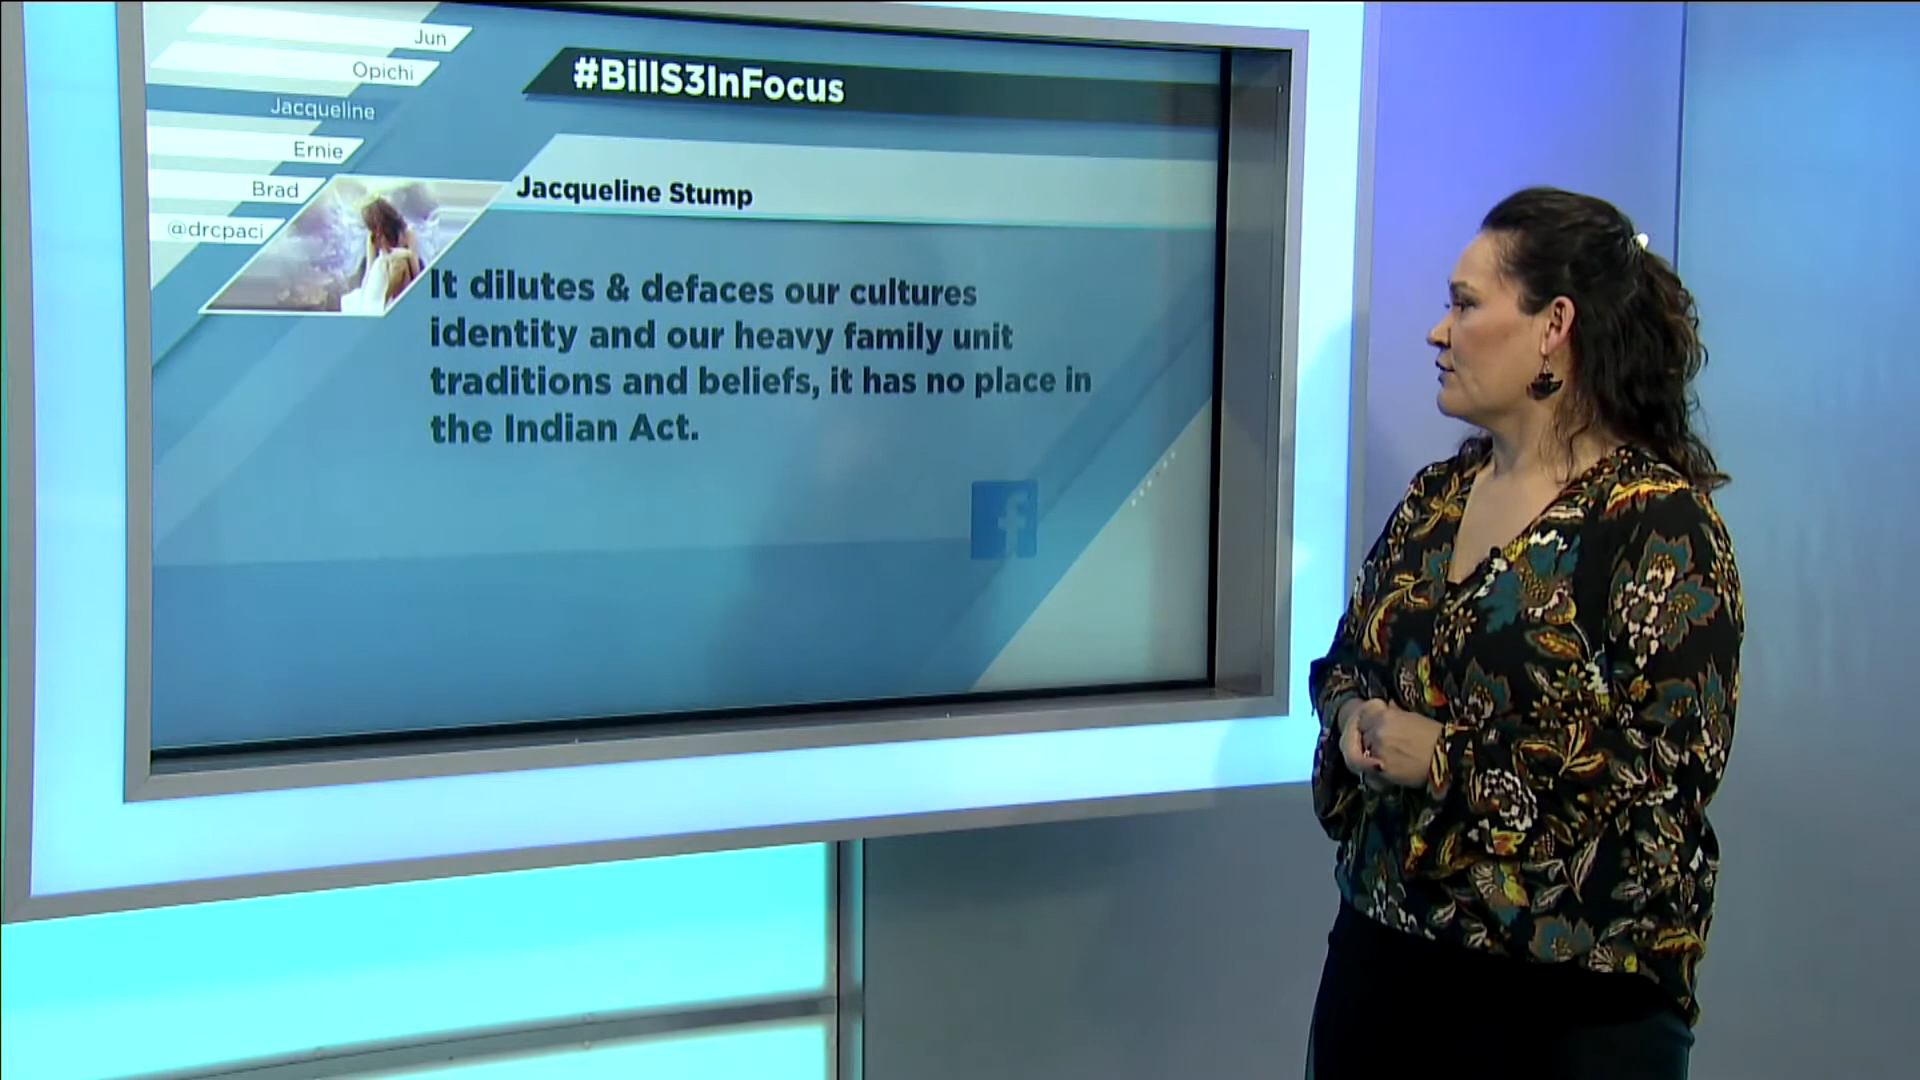 Jun
Opichi
Jacqueline
Ernie
Brad
@drcpaci
#BillS3InFocus
Jacqueline Stump
It dilutes & defaces our cultures
identity and our heavy family unit
traditions and beliefs, it has no place in
the Indian Act.
f